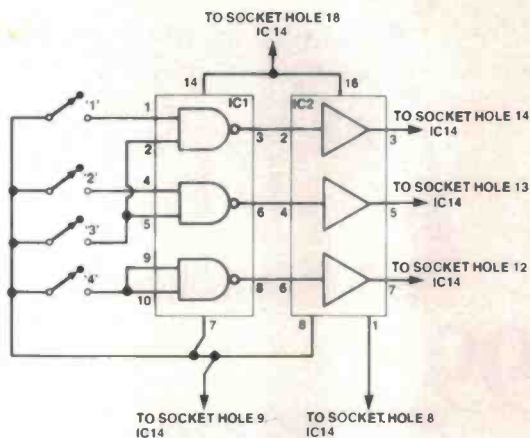 TO SOCKET HOLE 18
IC 14
14
IC1
IC2
16
'1'
1
2
3
2
3
TO SOCKET HOLE 14
IC14
'2'
4
5
6
4
5
TO SOCKET HOLE 13
IC14
'3'
'4'
9
10
8
6
7
TO SOCKET HOLE 12
IC14
7
8
1
TO SOCKET HOLE 9.
IC14
TO SOCKET HOLE 8
IC14